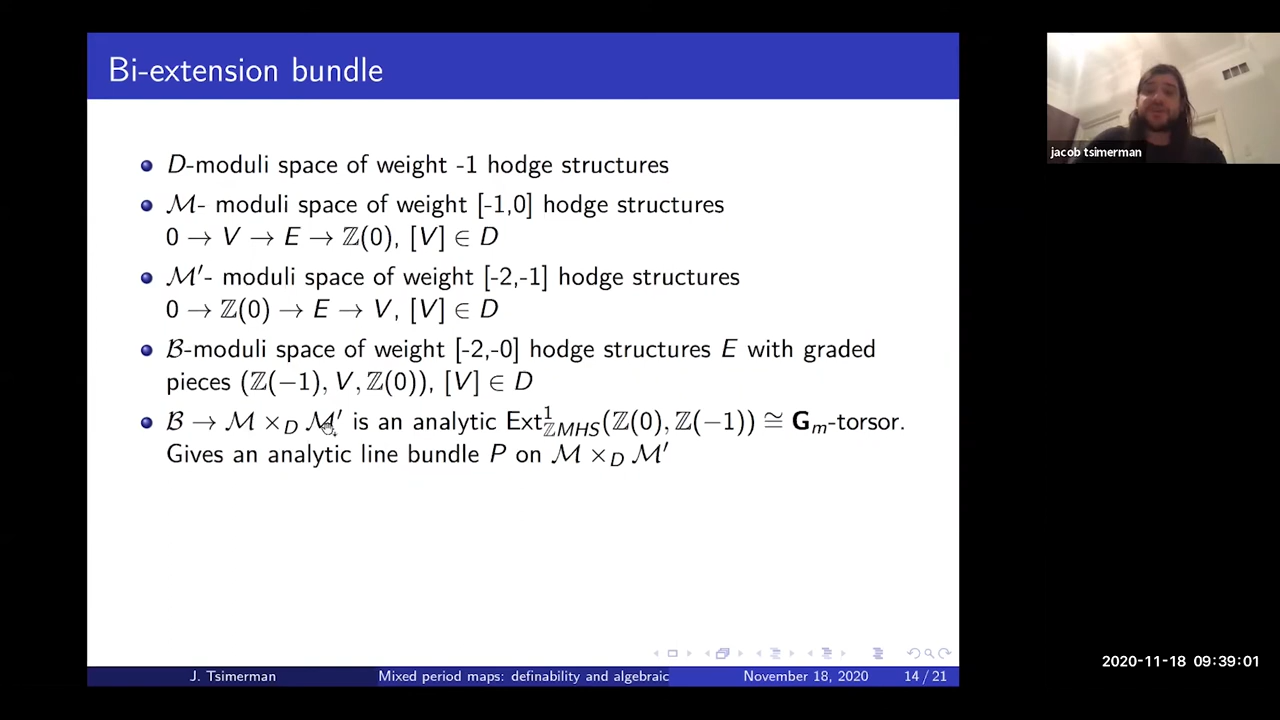 Bi-extension bundle
D-moduli space of weight -1 hodge structures
ℳ- moduli space of weight [-1,0] hodge structures
0 → V → E → ℤ(0), [V] ∈ D
ℳ′- moduli space of weight [-2,-1] hodge structures
0 → ℤ(0) → E → V, [V] ∈ D
ℬ-moduli space of weight [-2,-0] hodge structures E with graded
pieces (ℤ(−1), V, ℤ(0)), [V] ∈ D
ℬ → ℳ ×_D ℳ′ is an analytic Ext¹_{ℤMHS}(ℤ(0), ℤ(−1)) ≅ G_m-torsor.
Gives an analytic line bundle P on ℳ ×_D ℳ′
J. Tsimerman
Mixed period maps: definability and algebraic
November 18, 2020
14 / 21
jacob tsimerman
2020-11-18 09:39:01